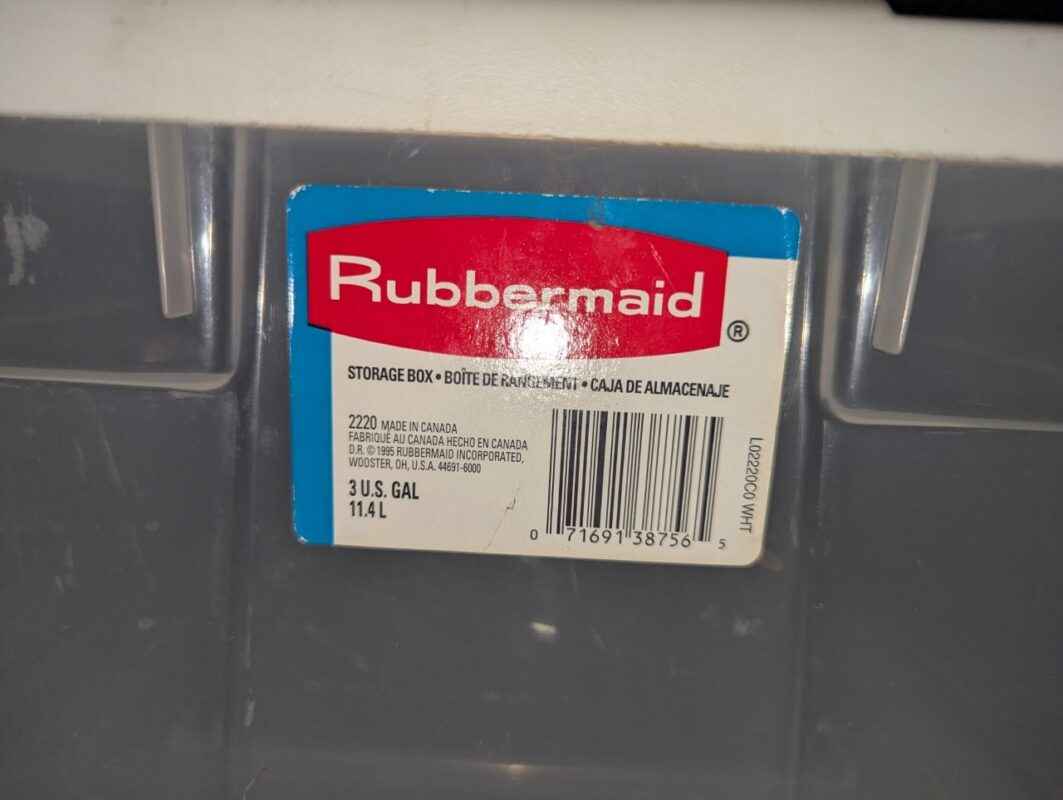 Rubbermaid
®
STORAGE BOX • BOÎTE DE RANGEMENT • CAJA DE ALMACENAJE
2220 MADE IN CANADA
FABRIQUÉ AU CANADA HECHO EN CANADA
D.R. © 1995 RUBBERMAID INCORPORATED,
WOOSTER, OH, U.S.A. 44691-6000
3 U.S. GAL
11.4 L
0 71691 38756 5
L02220C0 WHT